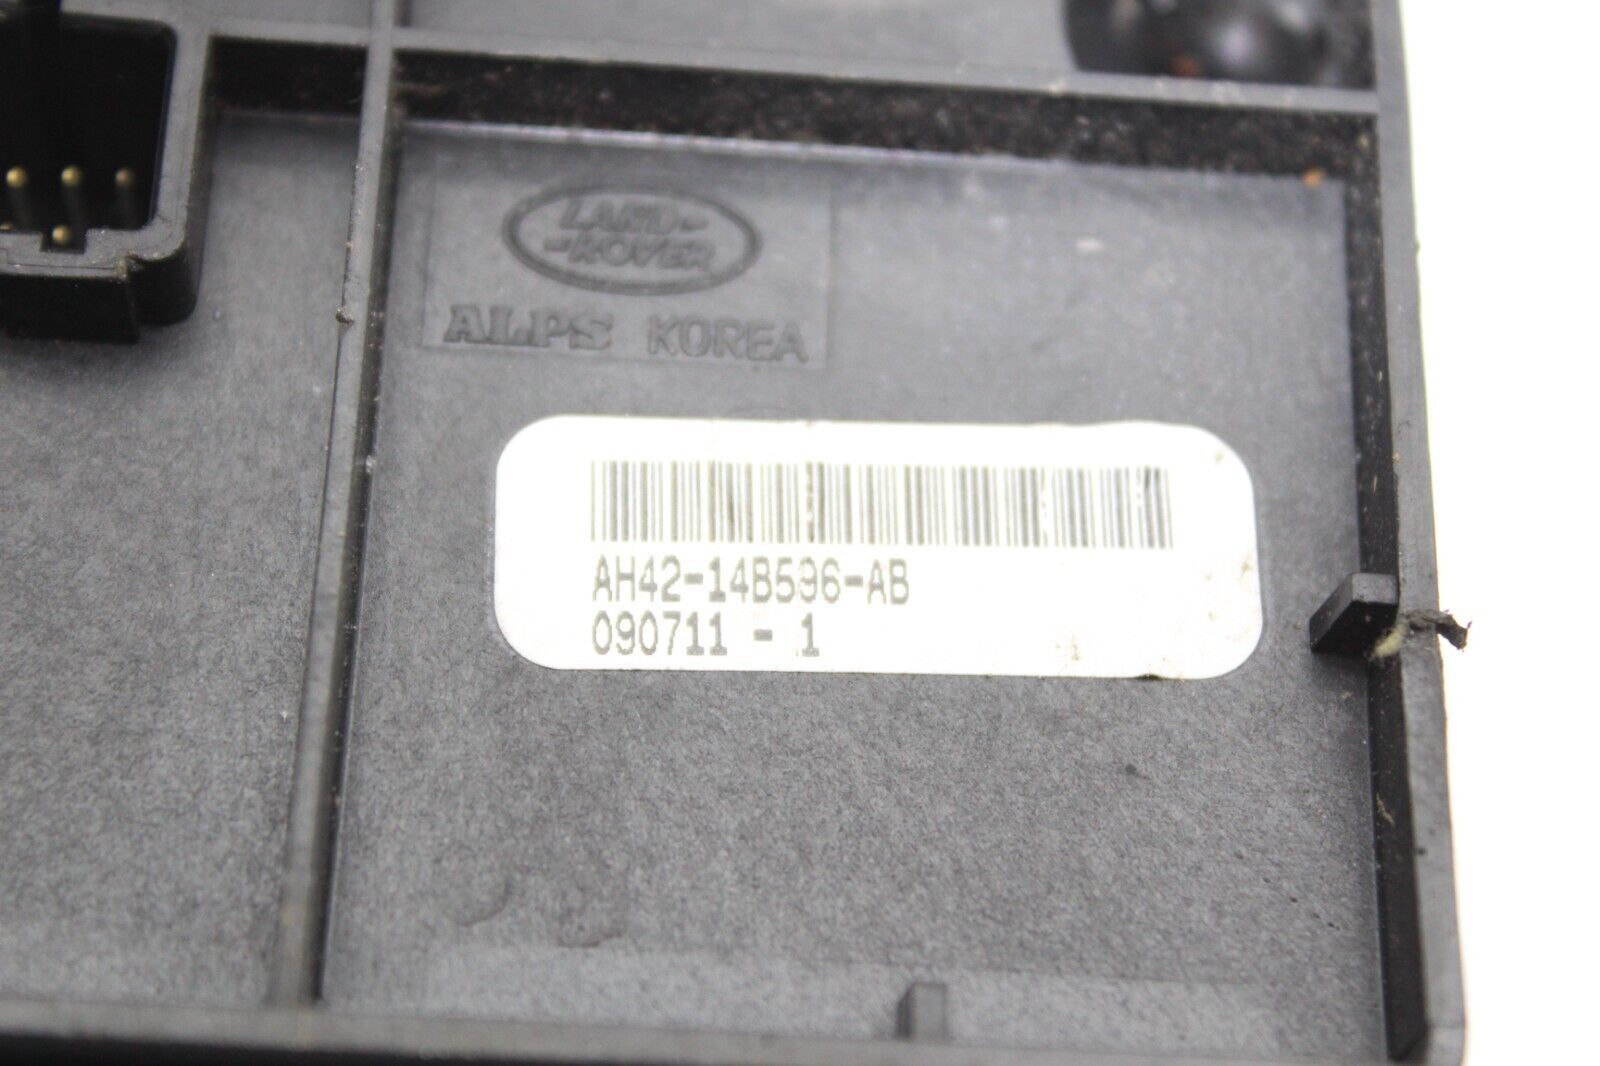 LAND
ROVER
ALPS KOREA
AH42-14B596-AB
090711 - 1